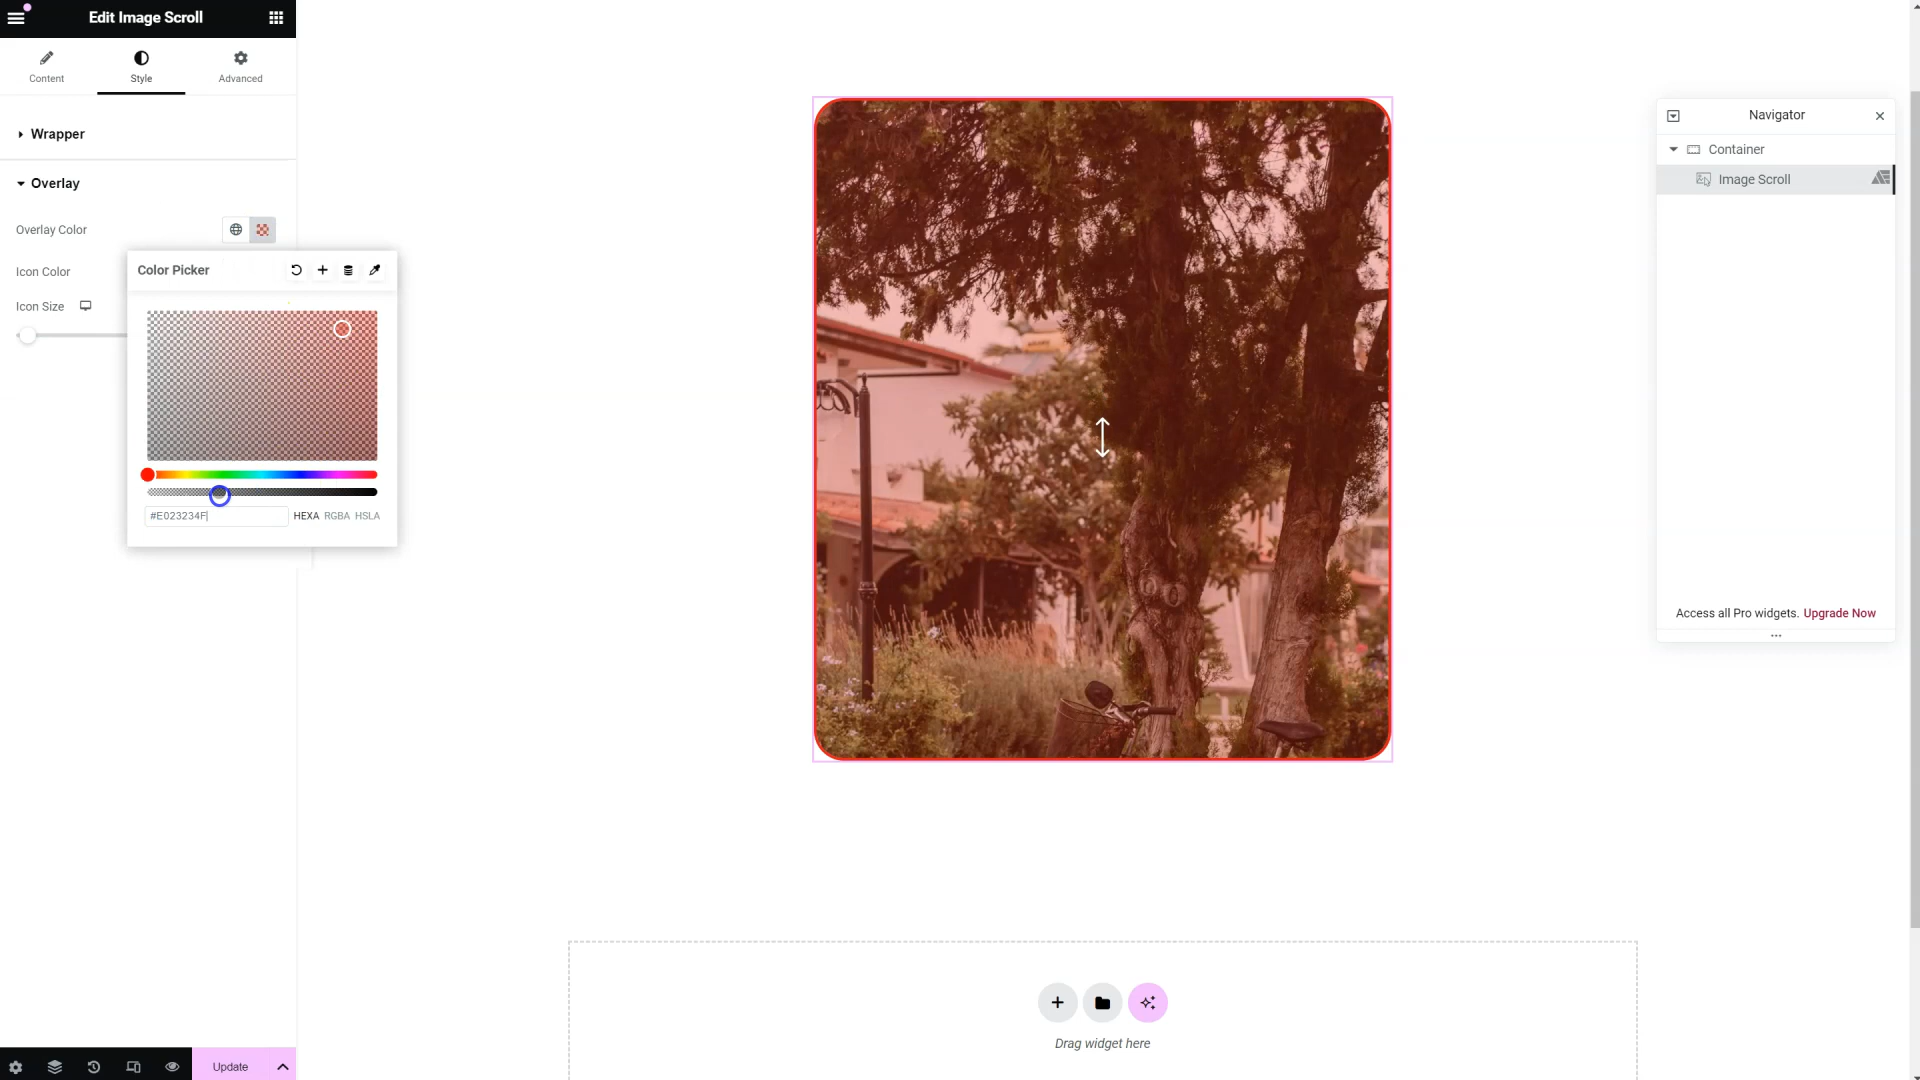 Edit Image Scroll
Content
Style
Advanced
Wrapper
Overlay
Overlay Color
Color Picker
Icon Color
Icon Size
#E023234F
HEXA RGBA HSLA
Navigator
Container
Image Scroll
Access all Pro widgets. Upgrade Now
Drag widget here
Update